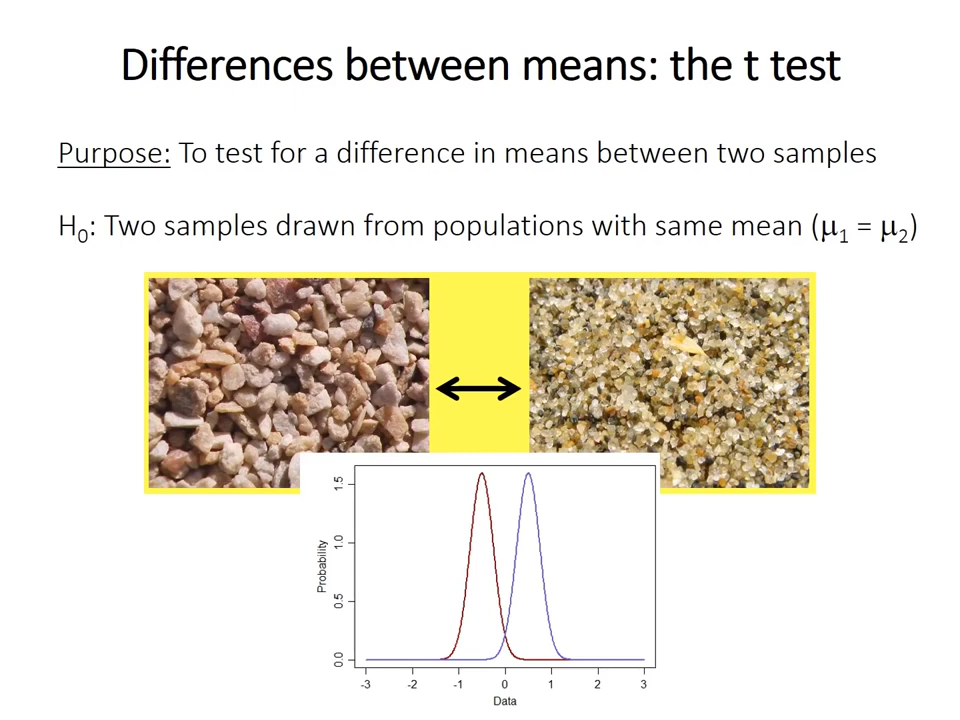 Differences between means: the t test
Purpose: To test for a difference in means between two samples
H₀: Two samples drawn from populations with same mean (μ₁ = μ₂)
1.5
1.0
0.5
0.0
Probability
-3 -2 -1 0 1 2 3
Data